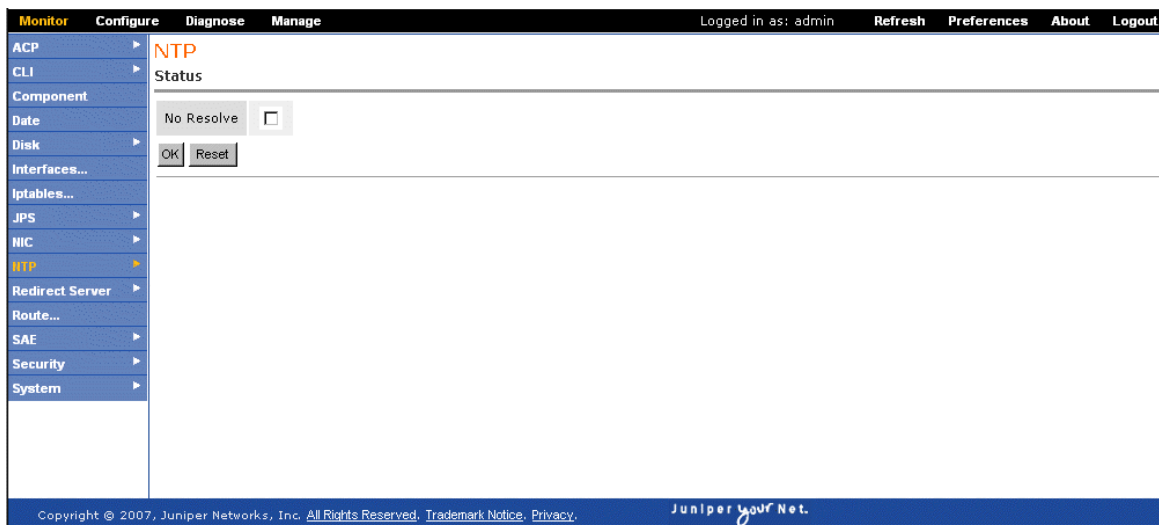 Monitor Configure Diagnose Manage Logged in as: admin Refresh Preferences About Logout
ACP
CLI
Component
Date
Disk
Interfaces...
Iptables...
JPS
NIC
NTP
Redirect Server
Route...
SAE
Security
System
NTP
Status
No Resolve
OK Reset
Copyright © 2007, Juniper Networks, Inc. All Rights Reserved. Trademark Notice. Privacy.
Juniper your Net.